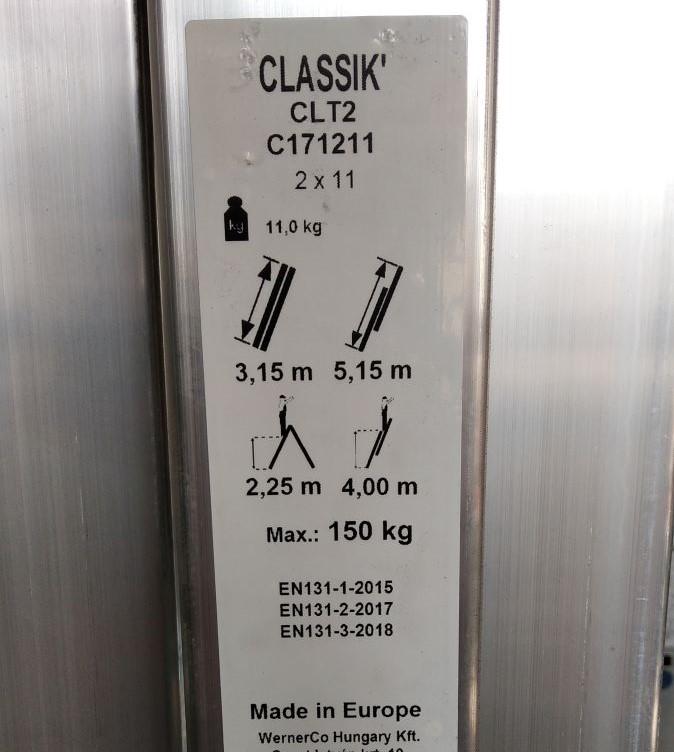 CLASSIK'
CLT2
C171211
2 x 11
kg 11,0 kg
3,15 m 5,15 m
2,25 m 4,00 m
Max.: 150 kg
EN131-1-2015
EN131-2-2017
EN131-3-2018
Made in Europe
WernerCo Hungary Kft.